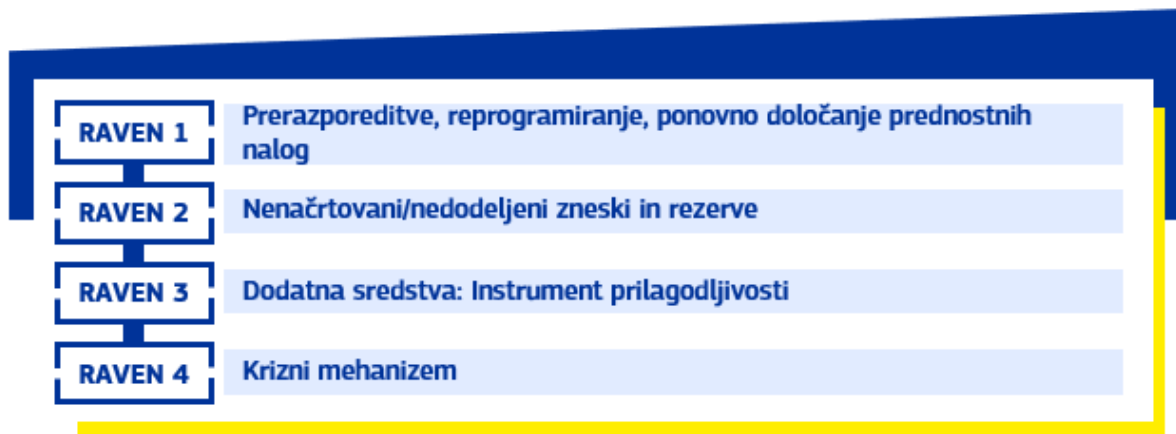 RAVEN 1
Prerazporeditve, reprogramiranje, ponovno določanje prednostnih
nalog
RAVEN 2
Nenačrtovani/nedodeljeni zneski in rezerve
RAVEN 3
Dodatna sredstva: Instrument prilagodljivosti
RAVEN 4
Krizni mehanizem